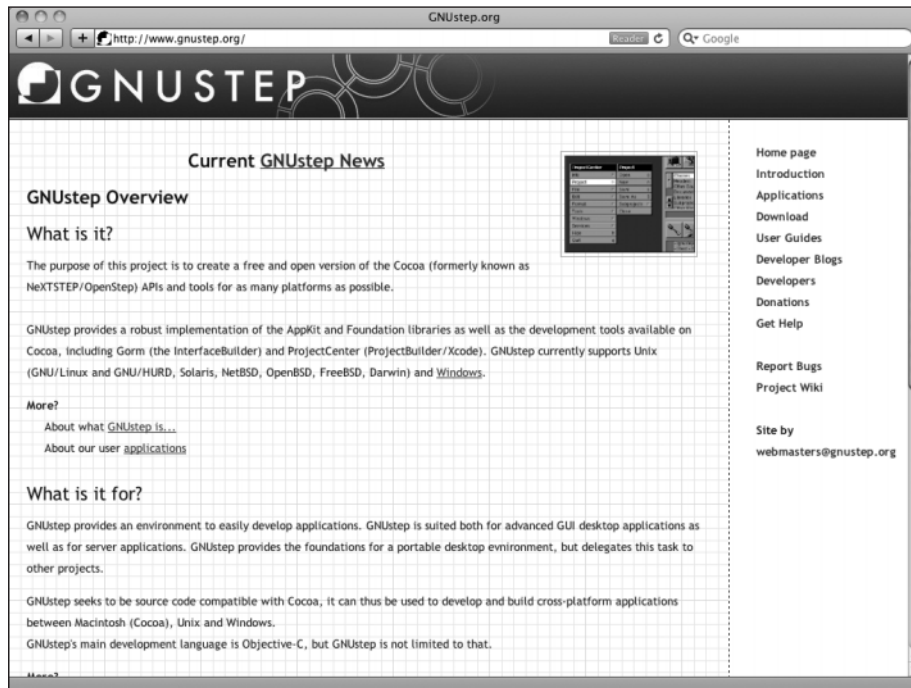 GNUstep.org
http://www.gnustep.org/
Reader
Google
GNUSTEP
Current GNUstep News
GNUstep Overview
What is it?
The purpose of this project is to create a free and open version of the Cocoa (formerly known as
NeXTSTEP/OpenStep) APIs and tools for as many platforms as possible.
GNUstep provides a robust implementation of the AppKit and Foundation libraries as well as the development tools available on
Cocoa, including Gorm (the InterfaceBuilder) and ProjectCenter (ProjectBuilder/Xcode). GNUstep currently supports Unix
(GNU/Linux and GNU/HURD, Solaris, NetBSD, OpenBSD, FreeBSD, Darwin) and Windows.
More?
About what GNUstep is...
About our user applications
What is it for?
GNUstep provides an environment to easily develop applications. GNUstep is suited both for advanced GUI desktop applications as
well as for server applications. GNUstep provides the foundations for a portable desktop evnironment, but delegates this task to
other projects.
GNUstep seeks to be source code compatible with Cocoa, it can thus be used to develop and build cross-platform applications
between Macintosh (Cocoa), Unix and Windows.
GNUstep's main development language is Objective-C, but GNUstep is not limited to that.
More?
Home page
Introduction
Applications
Download
User Guides
Developer Blogs
Developers
Donations
Get Help
Report Bugs
Project Wiki
Site by
webmasters@gnustep.org